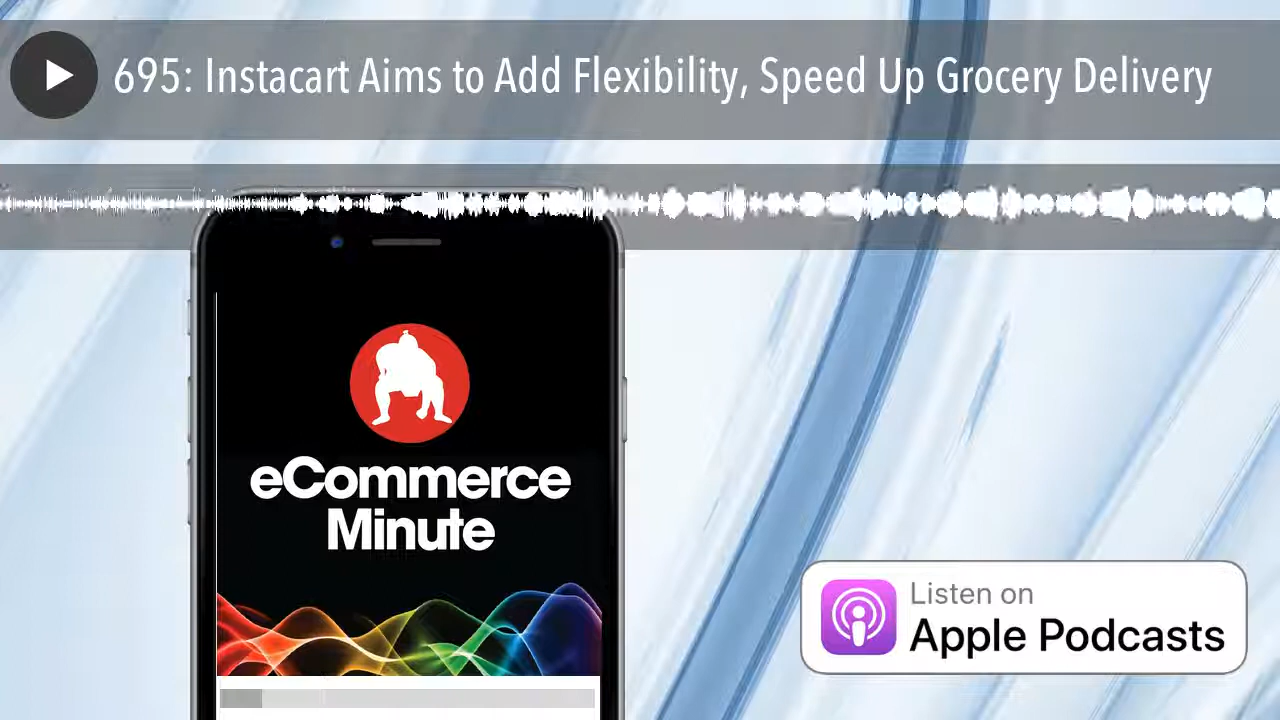 695: Instacart Aims to Add Flexibility, Speed Up Grocery Delivery
eCommerce
Minute
Listen on
Apple Podcasts